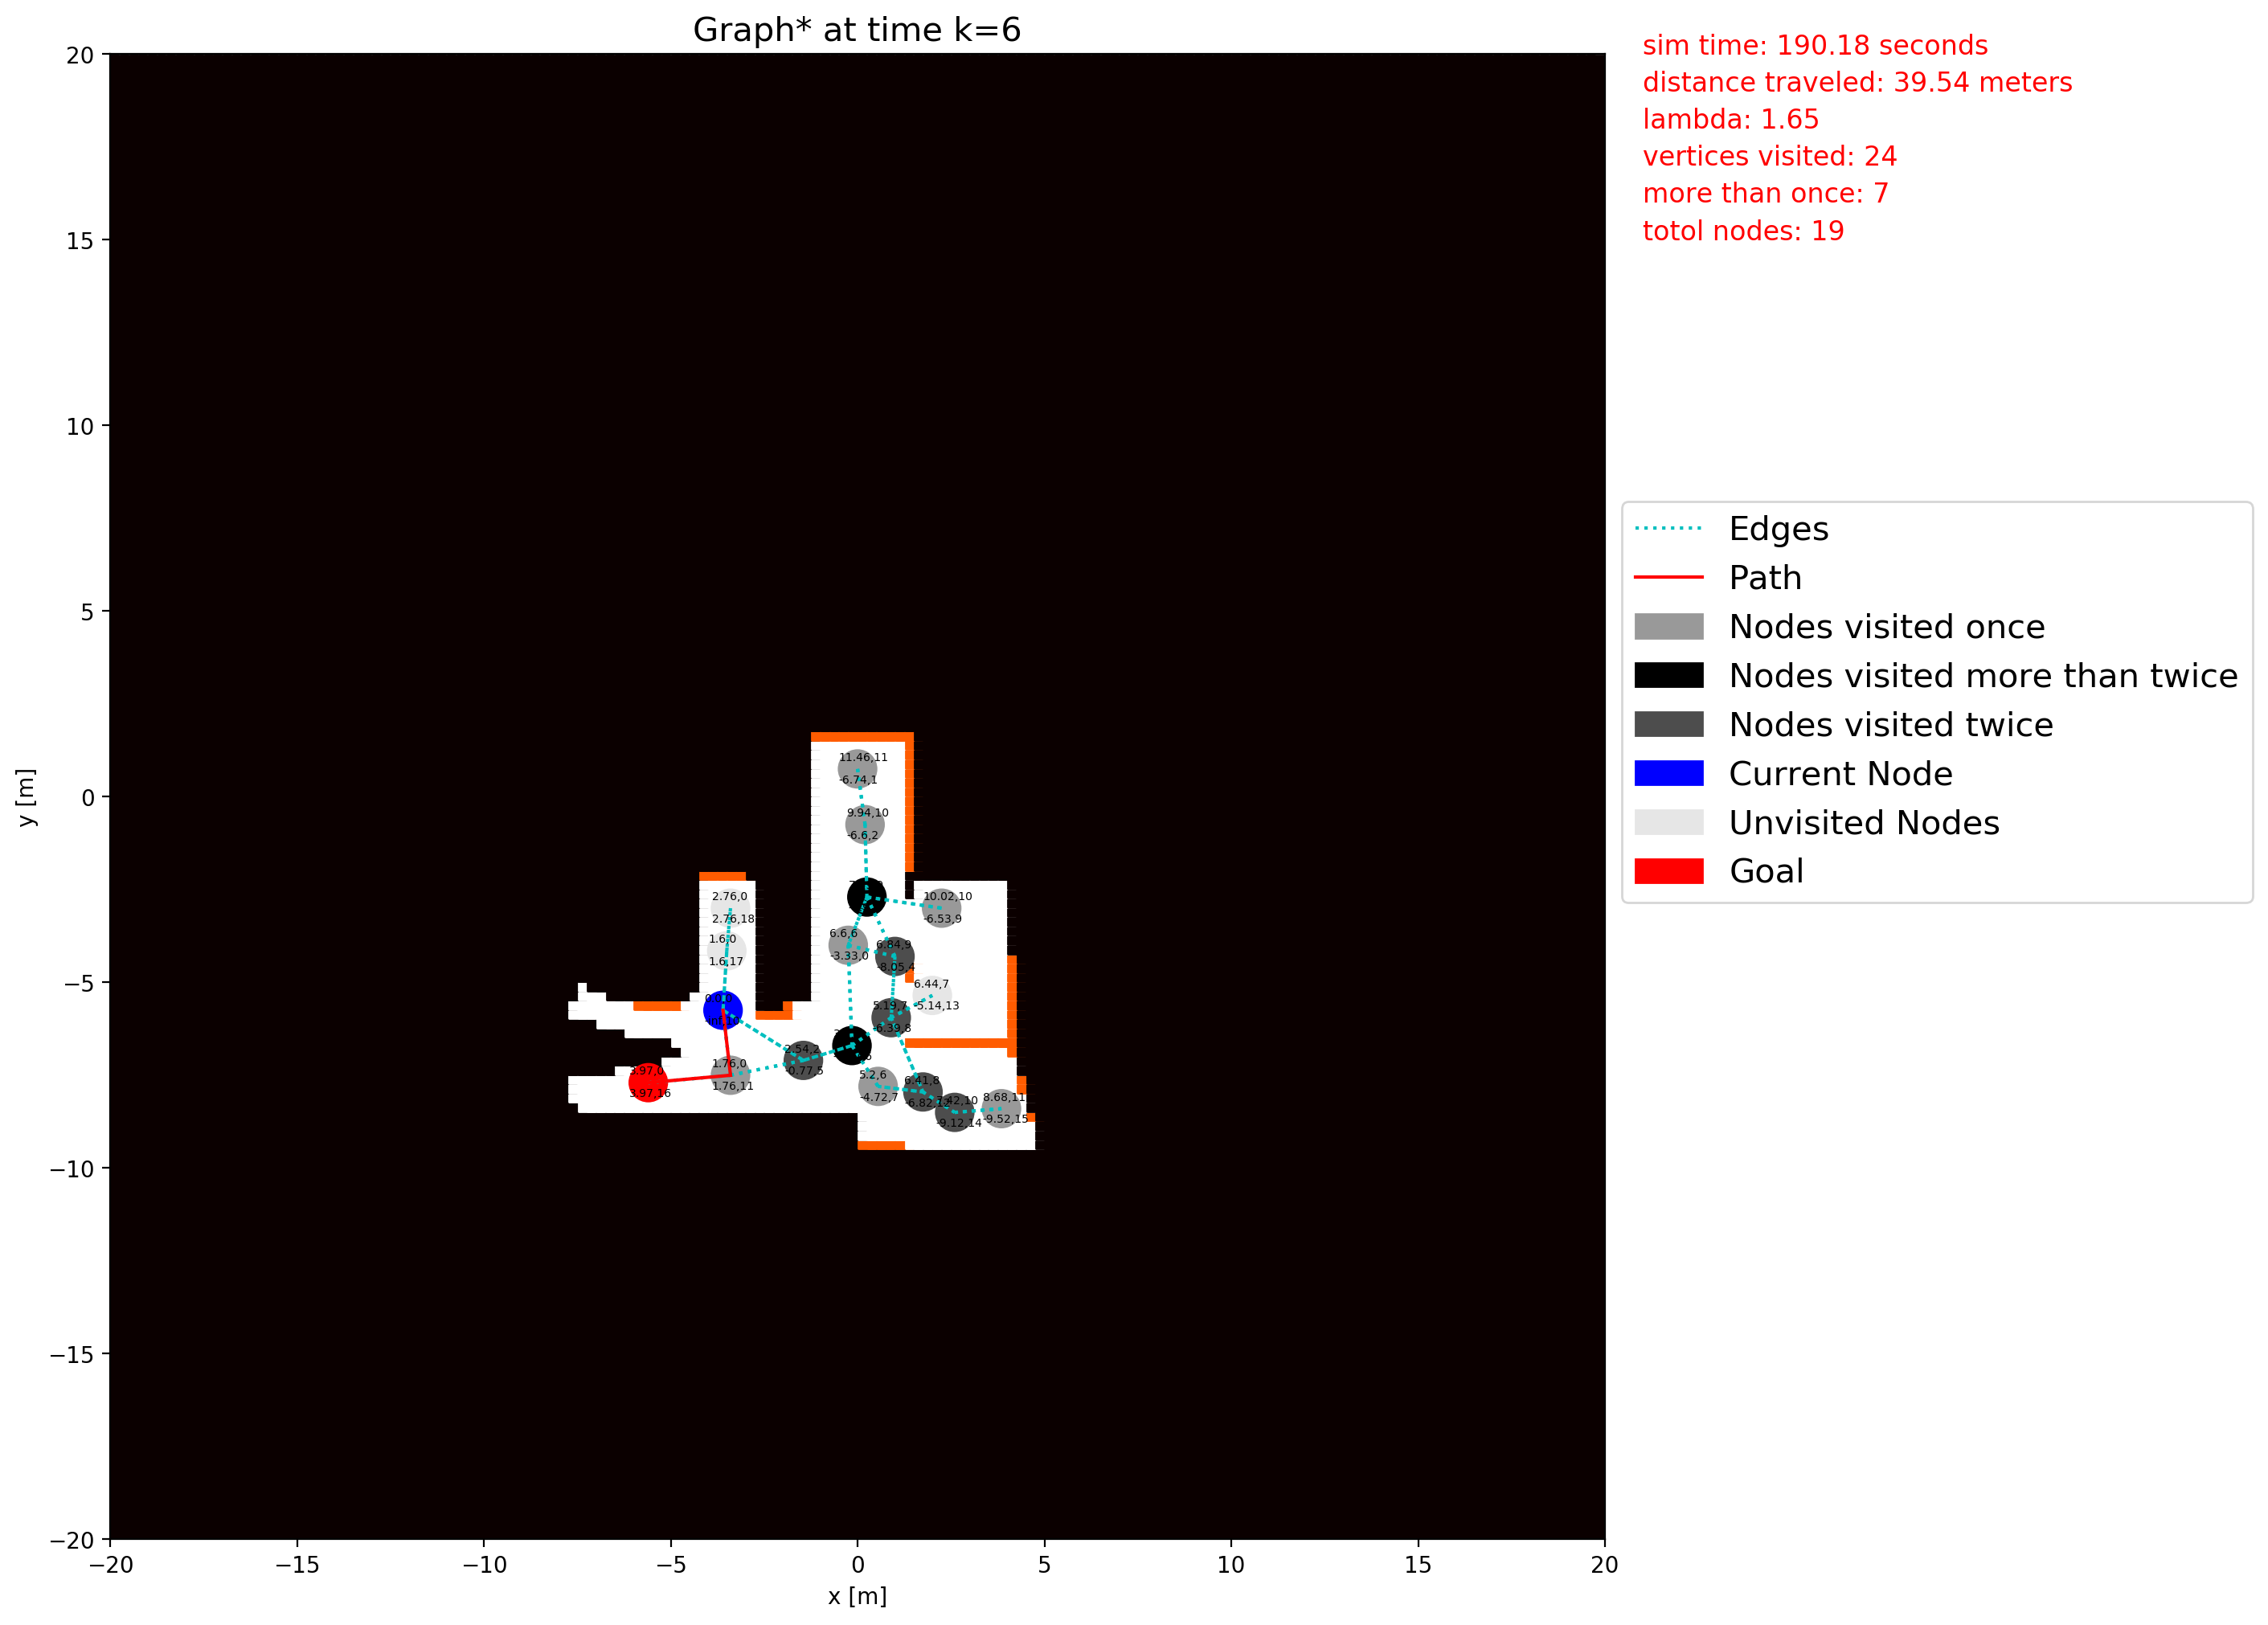 Graph* at time k=6
sim time: 190.18 seconds
distance traveled: 39.54 meters
lambda: 1.65
vertices visited: 24
more than once: 7
totol nodes: 19
Edges
Path
Nodes visited once
Nodes visited more than twice
Nodes visited twice
Current Node
Unvisited Nodes
Goal
y [m]
20
15
10
5
0
−5
−10
−15
−20
11.46,11
-6.74,1
9.94,10
-6.6,2
10.02,10
-6.53,9
2.76,0
2.76,18
1.6,0
1.6,17
6.6,6
-3.33,0
6.84,9
-8.05,4
6.44,7
-5.14,13
5.19,7
-6.39,8
2.54,2
-0.77,5
1.76,0
1.76,11
3.97,0
3.97,16
5.2,6
-4.72,7
6.41,8
-6.82,12
-9.12,14
8.68,11
-9.52,15
−20
−15
−10
−5
0
5
10
15
20
x [m]